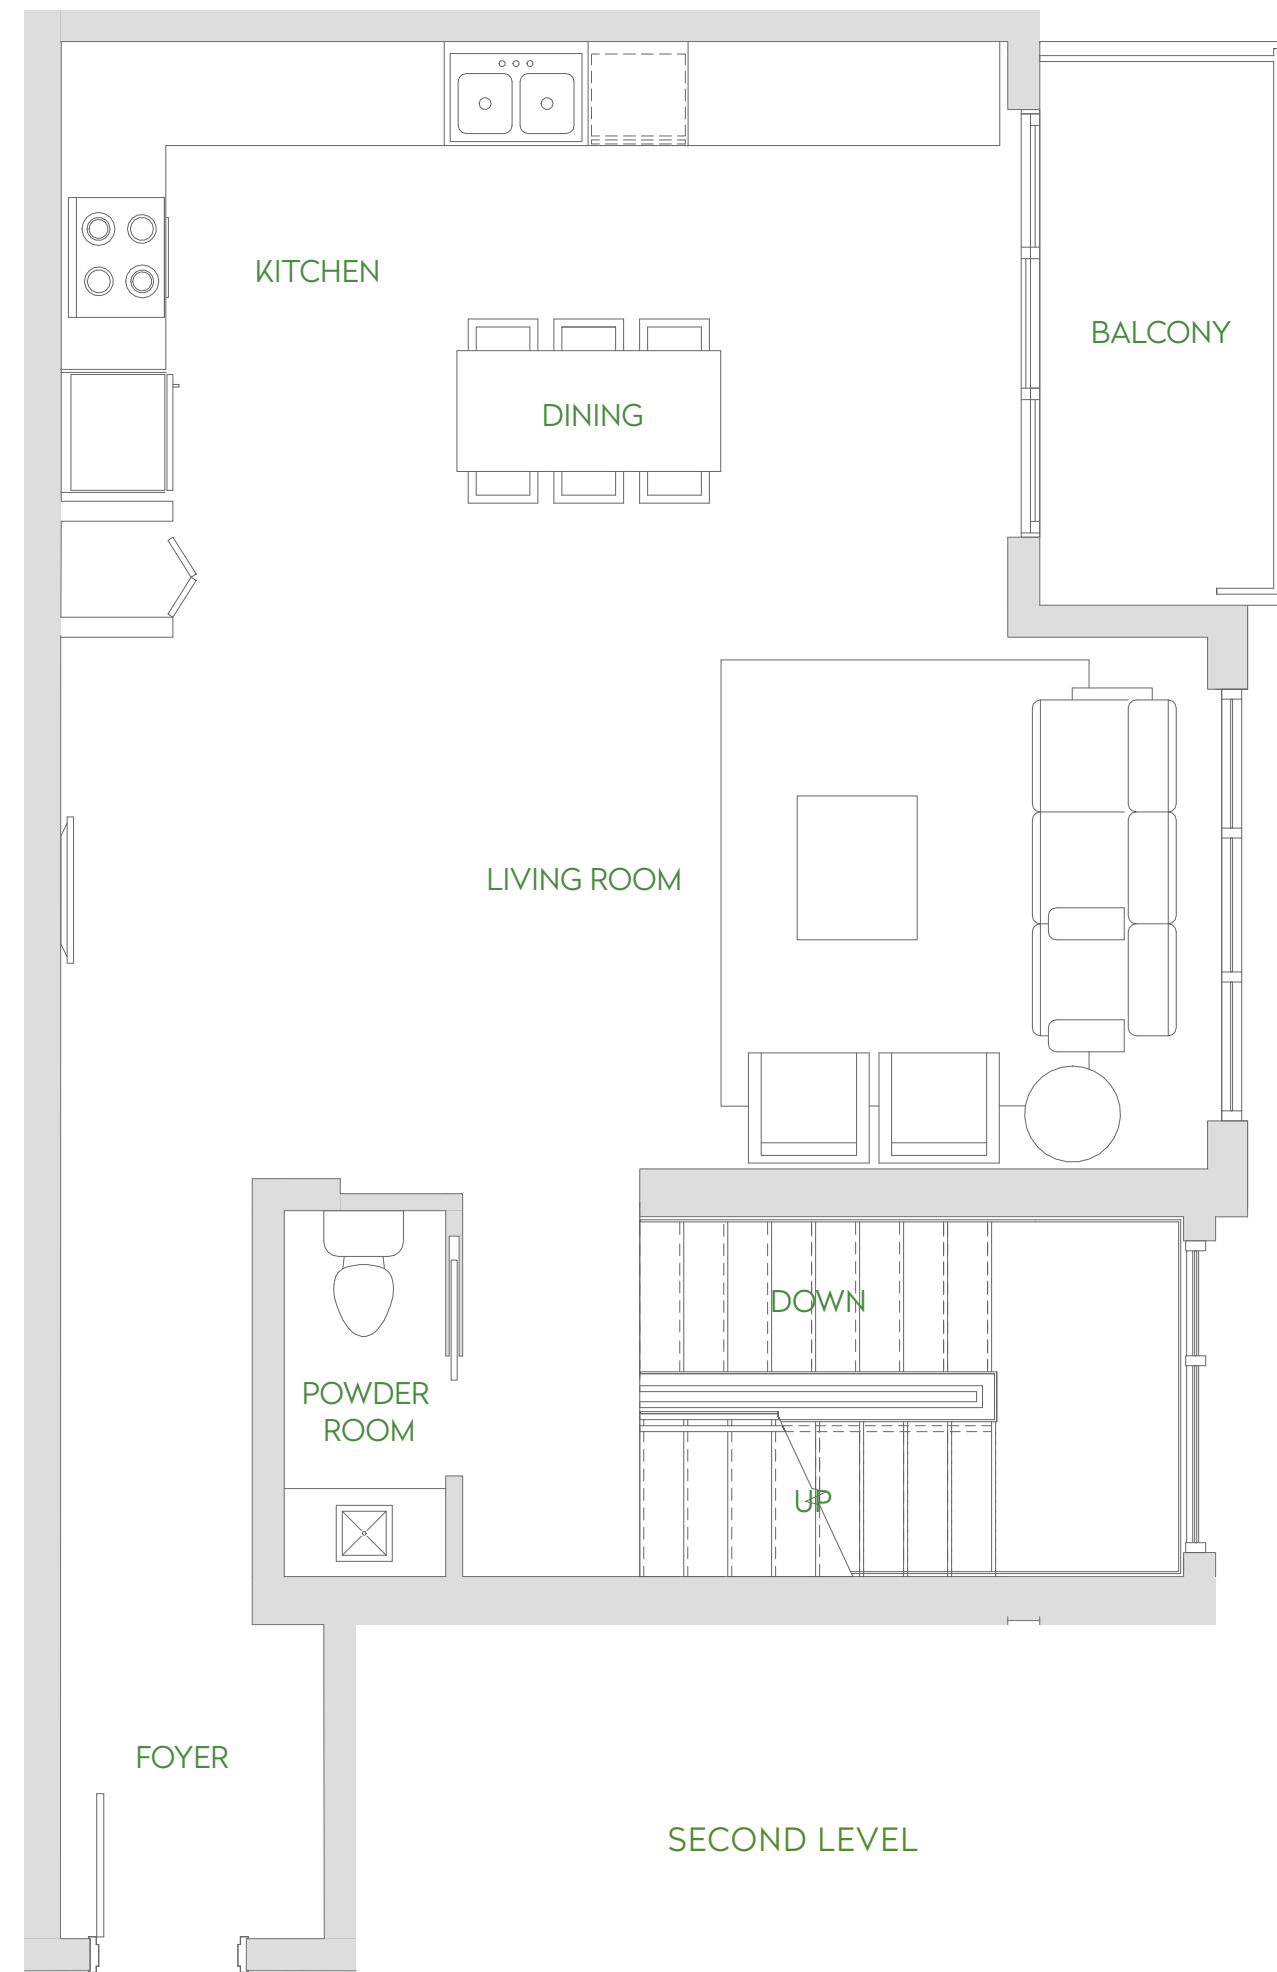 KITCHEN
BALCONY
DINING
LIVING ROOM
DOWN
POWDER
ROOM
UP
FOYER
SECOND LEVEL